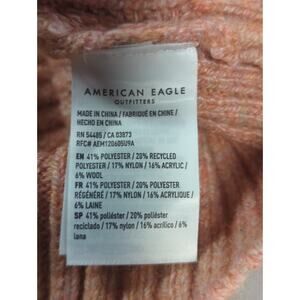 AMERICAN EAGLE
OUTFITTERS
MADE IN CHINA / FABRIQUÉ EN CHINE /
HECHO EN CHINA
RN 54485 / CA 03873
RFC# AEM120605U9A
EN 41% POLYESTER / 20% RECYCLED
POLYESTER / 17% NYLON / 16% ACRYLIC /
6% WOOL
FR 41% POLYESTER / 20% POLYESTER
RÉGÉNÉRÉ / 17% NYLON / 16% ACRYLIQUE /
6% LAINE
SP 41% poliéster / 20% poliéster
reciclado / 17% nylon / 16% acrílico / 6%
lana